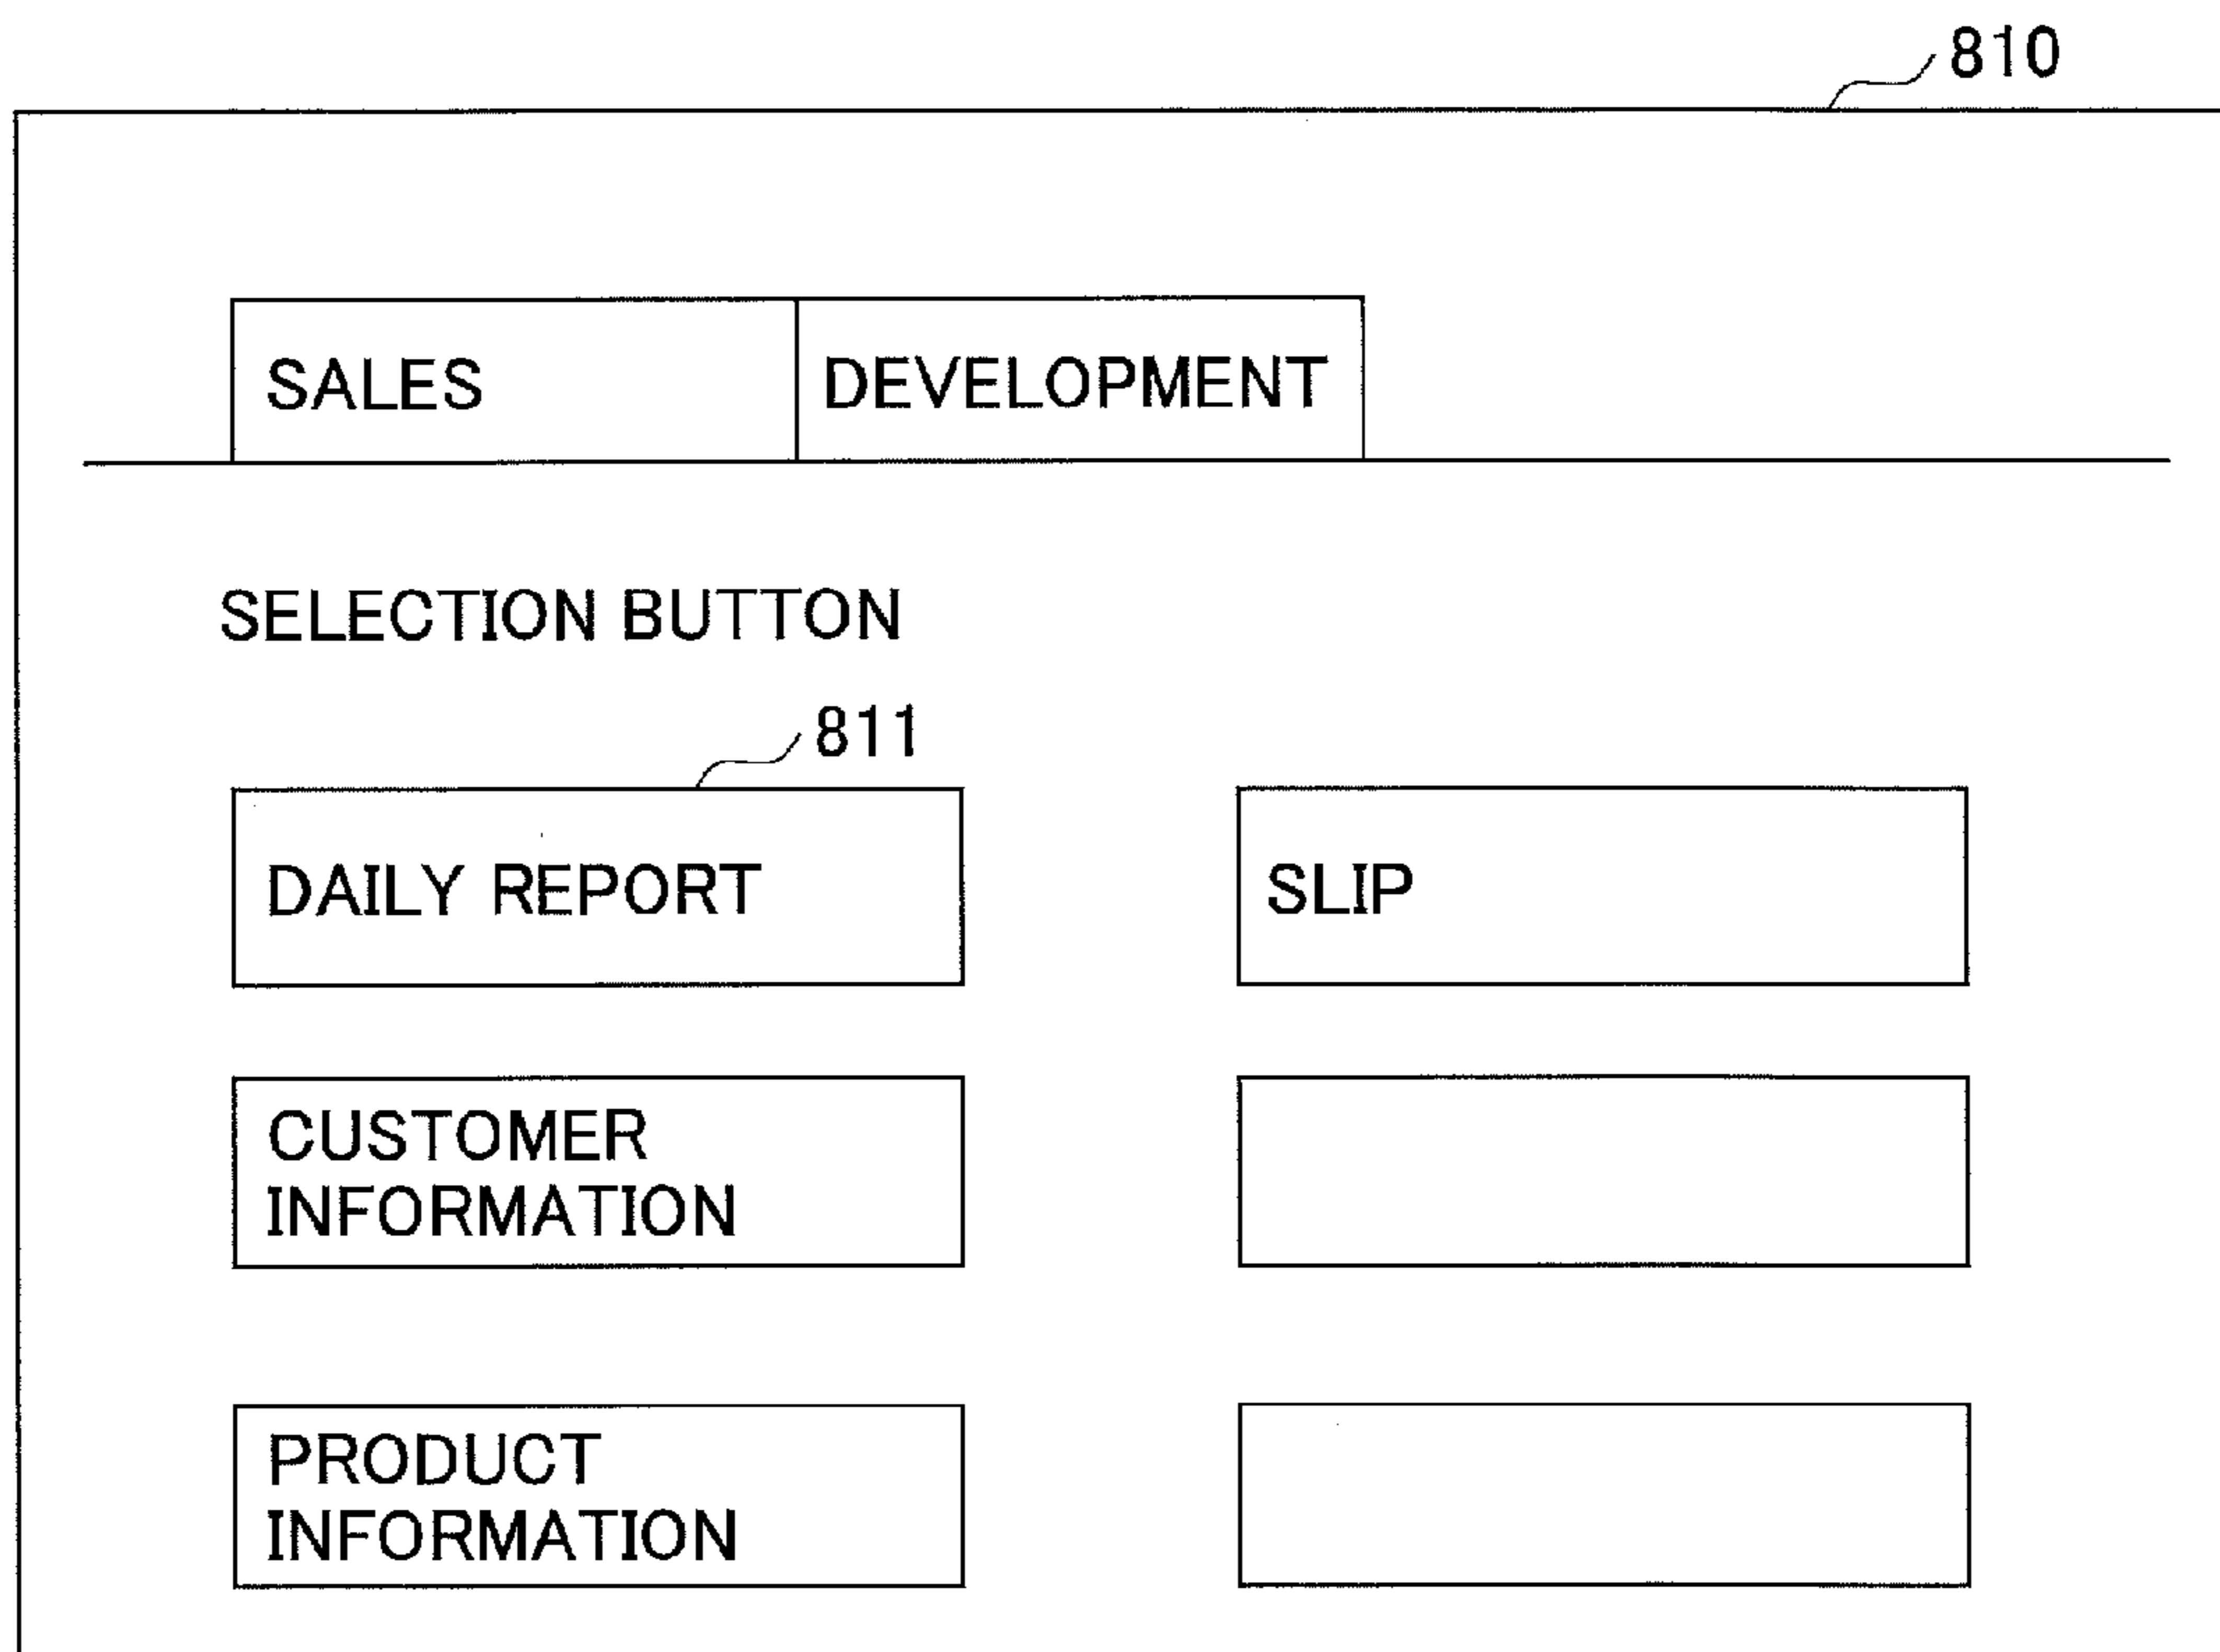 810
SALES
DEVELOPMENT
SELECTION BUTTON
811
DAILY REPORT
SLIP
CUSTOMER
INFORMATION
PRODUCT
INFORMATION